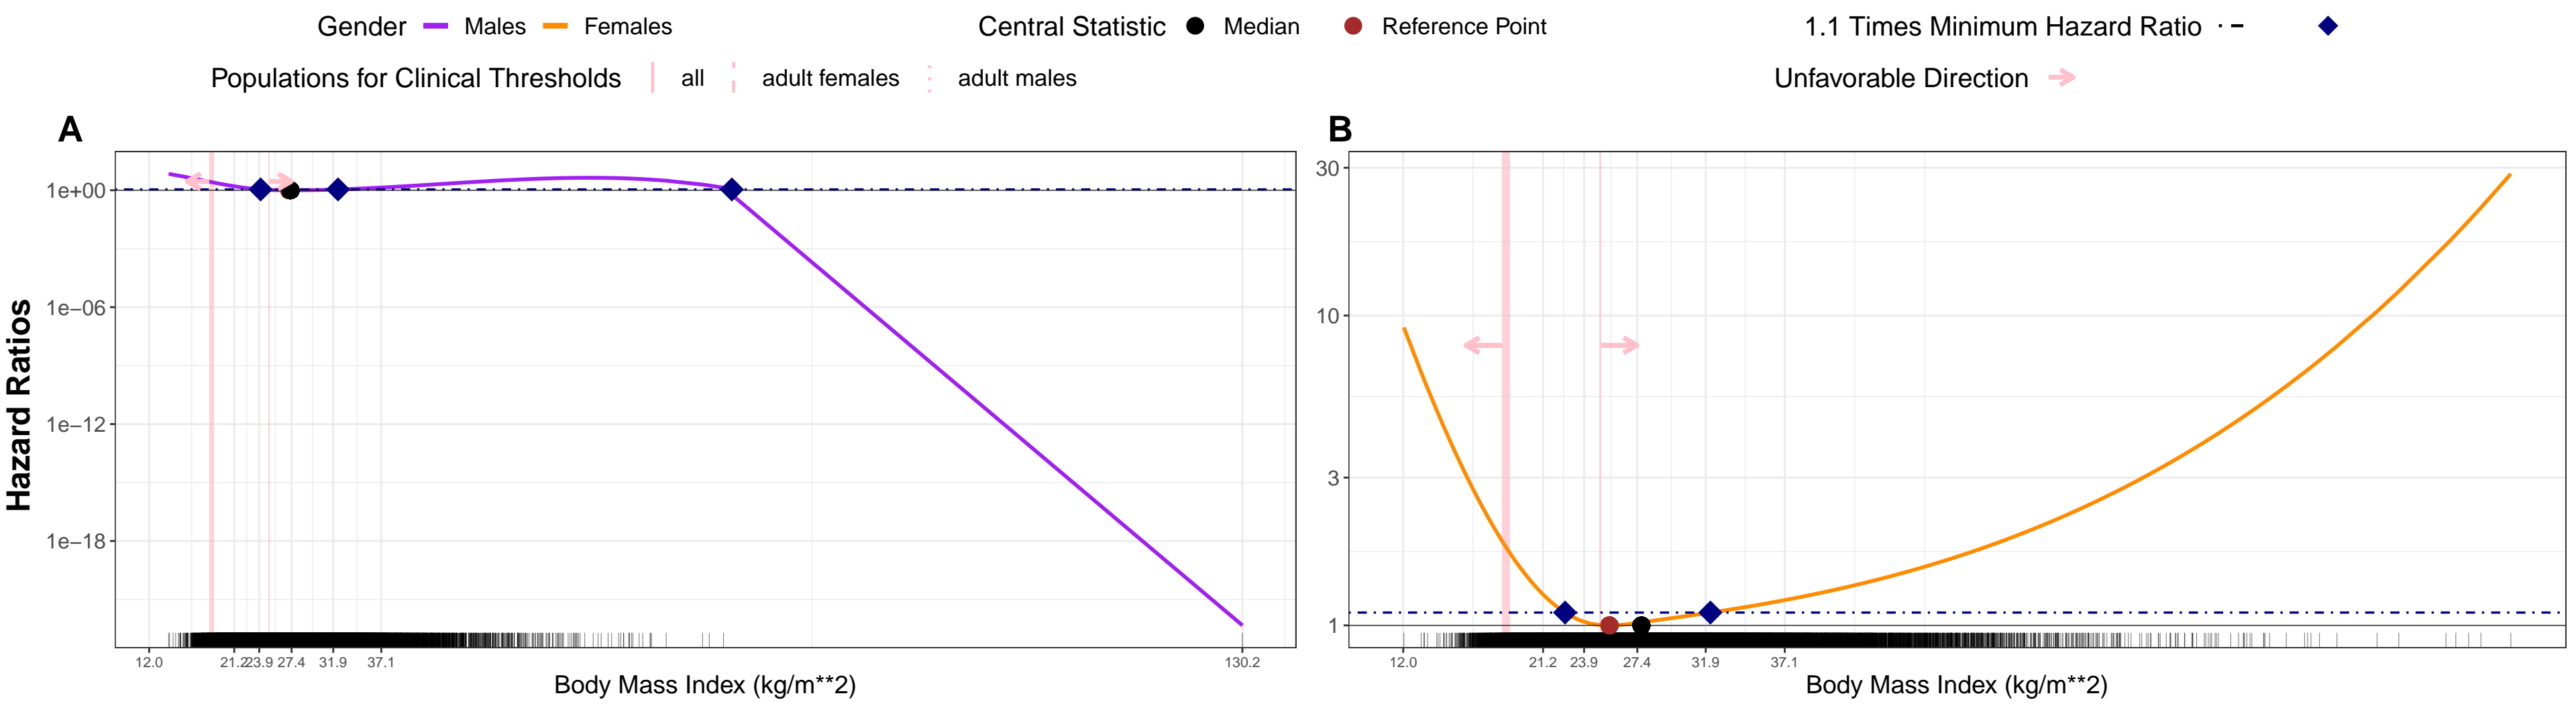 Gender Males Females Central Statistic Median Reference Point 1.1 Times Minimum Hazard Ratio
Populations for Clinical Thresholds all adult females adult males Unfavorable Direction
A
B
Hazard Ratios
1e+00
1e−06
1e−12
1e−18
12.0 21.2 23.9 27.4 31.9 37.1 130.2
Body Mass Index (kg/m**2)
30
10
3
1
12.0 21.2 23.9 27.4 31.9 37.1
Body Mass Index (kg/m**2)